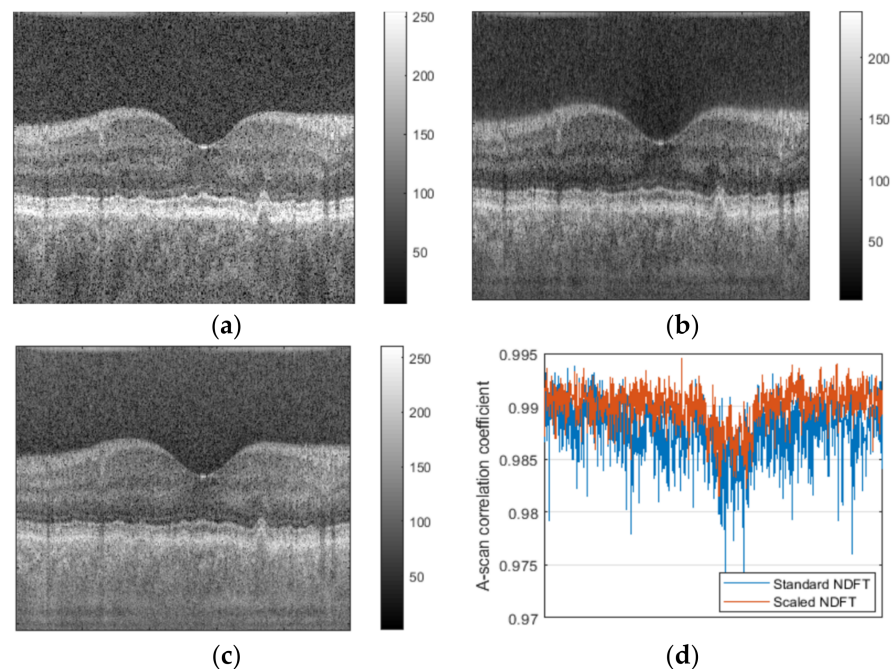 250
200
150
100
50
(a)
200
150
100
50
(b)
250
200
150
100
50
(c)
A-scan correlation coefficient
0.995
0.99
0.985
0.98
0.975
0.97
Standard NDFT
Scaled NDFT
(d)